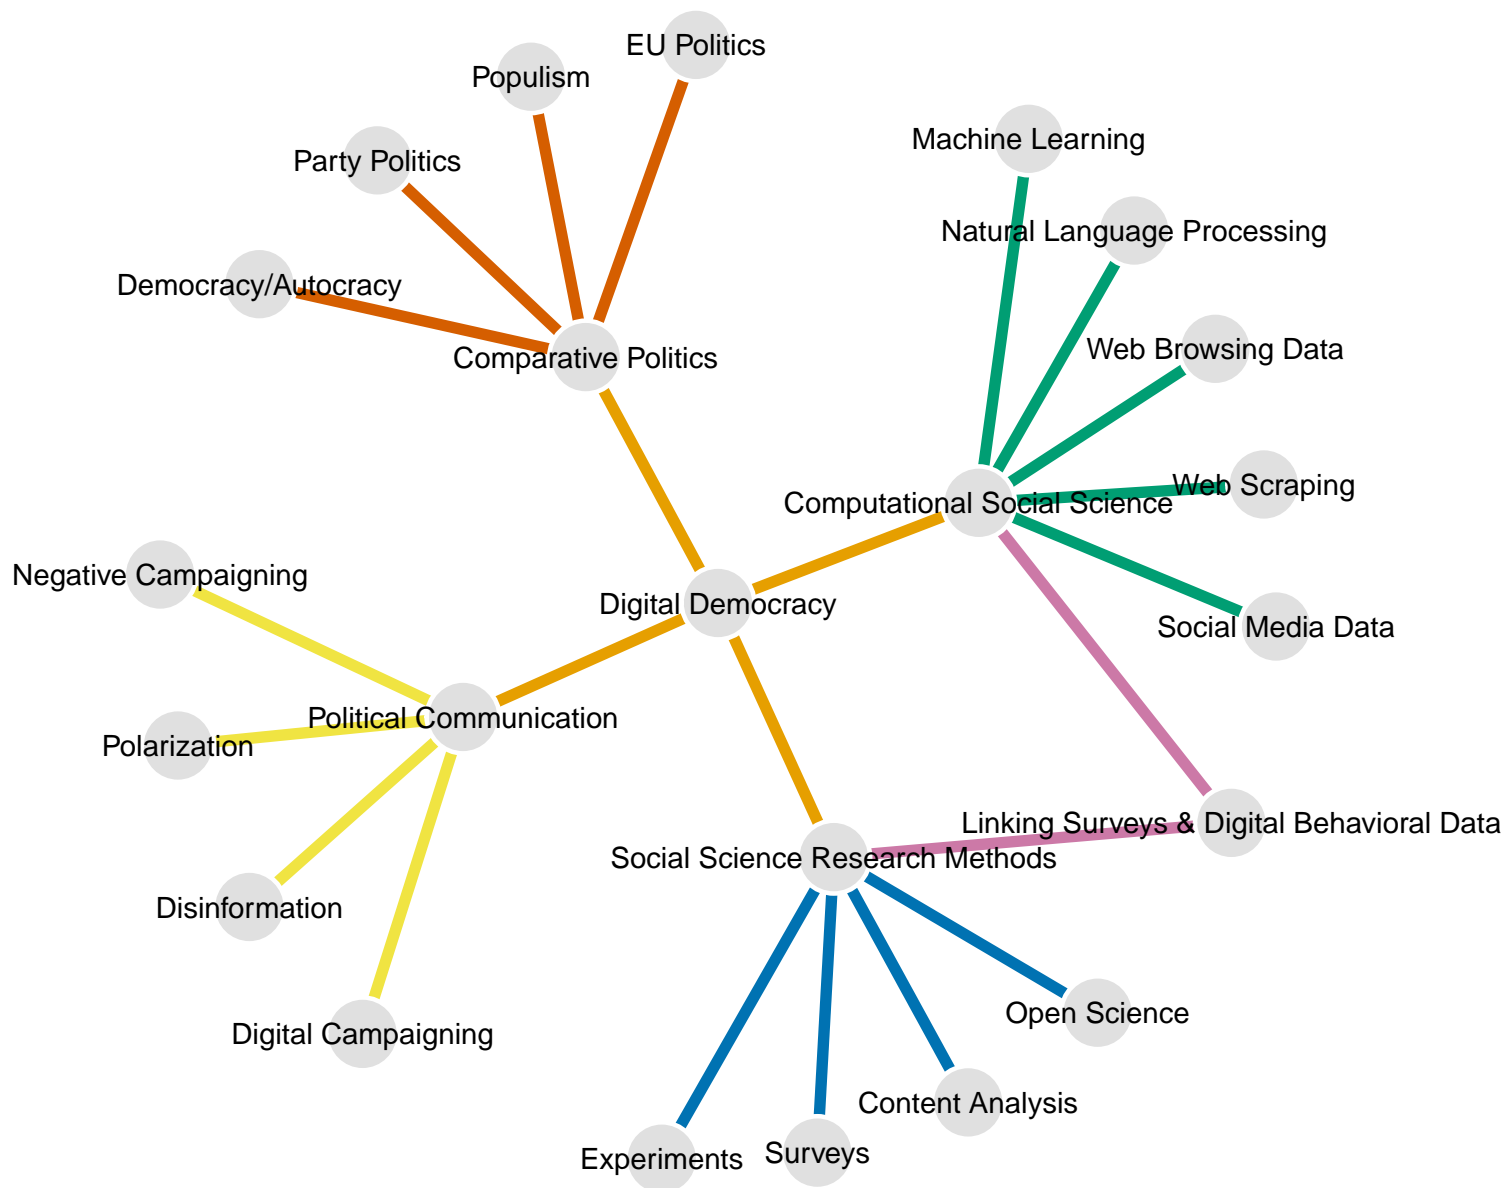 EU Politics
Populism
Machine Learning
Party Politics
Natural Language Processing
Democracy/Autocracy
Web Browsing Data
Comparative Politics
Web Scraping
Computational Social Science
Negative Campaigning
Digital Democracy
Social Media Data
Political Communication
Polarization
Linking Surveys & Digital Behavioral Data
Social Science Research Methods
Disinformation
Open Science
Digital Campaigning
Content Analysis
Surveys
Experiments